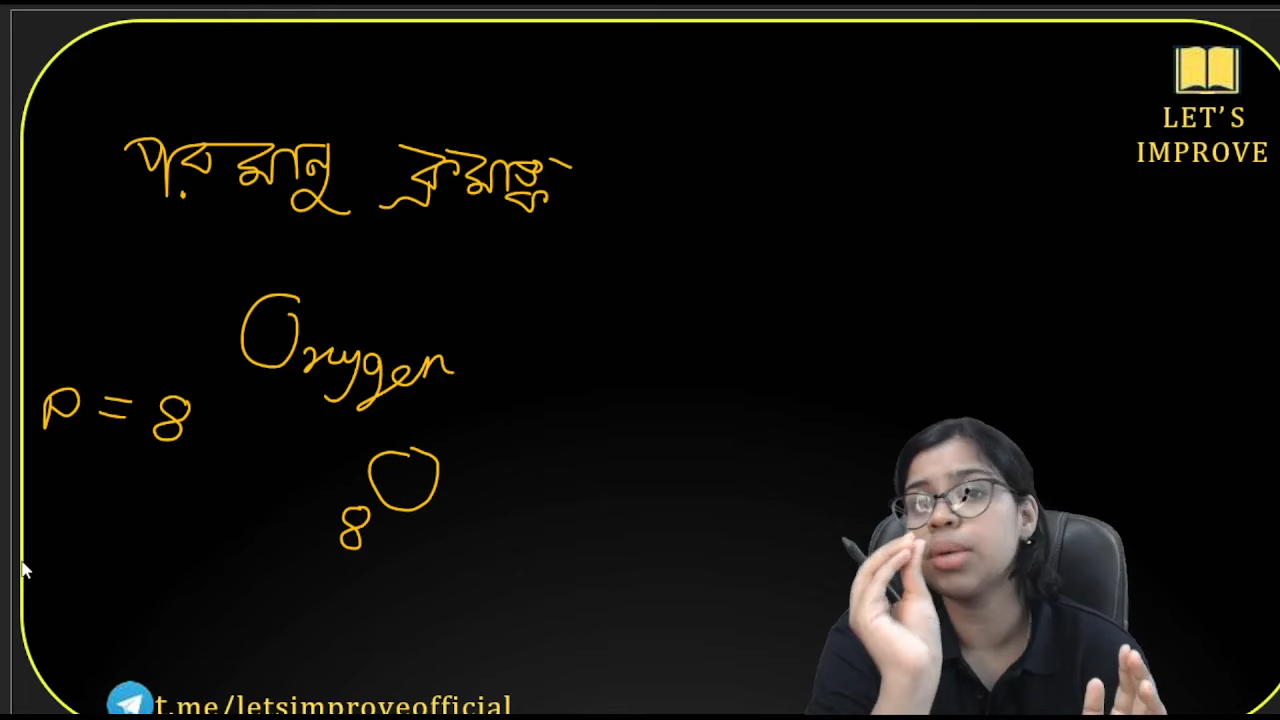 LET'S
IMPROVE
পরমানু ক্রমাঙ্ক
Oxygen
P = 8
₈O
t.me/letsimproveofficial